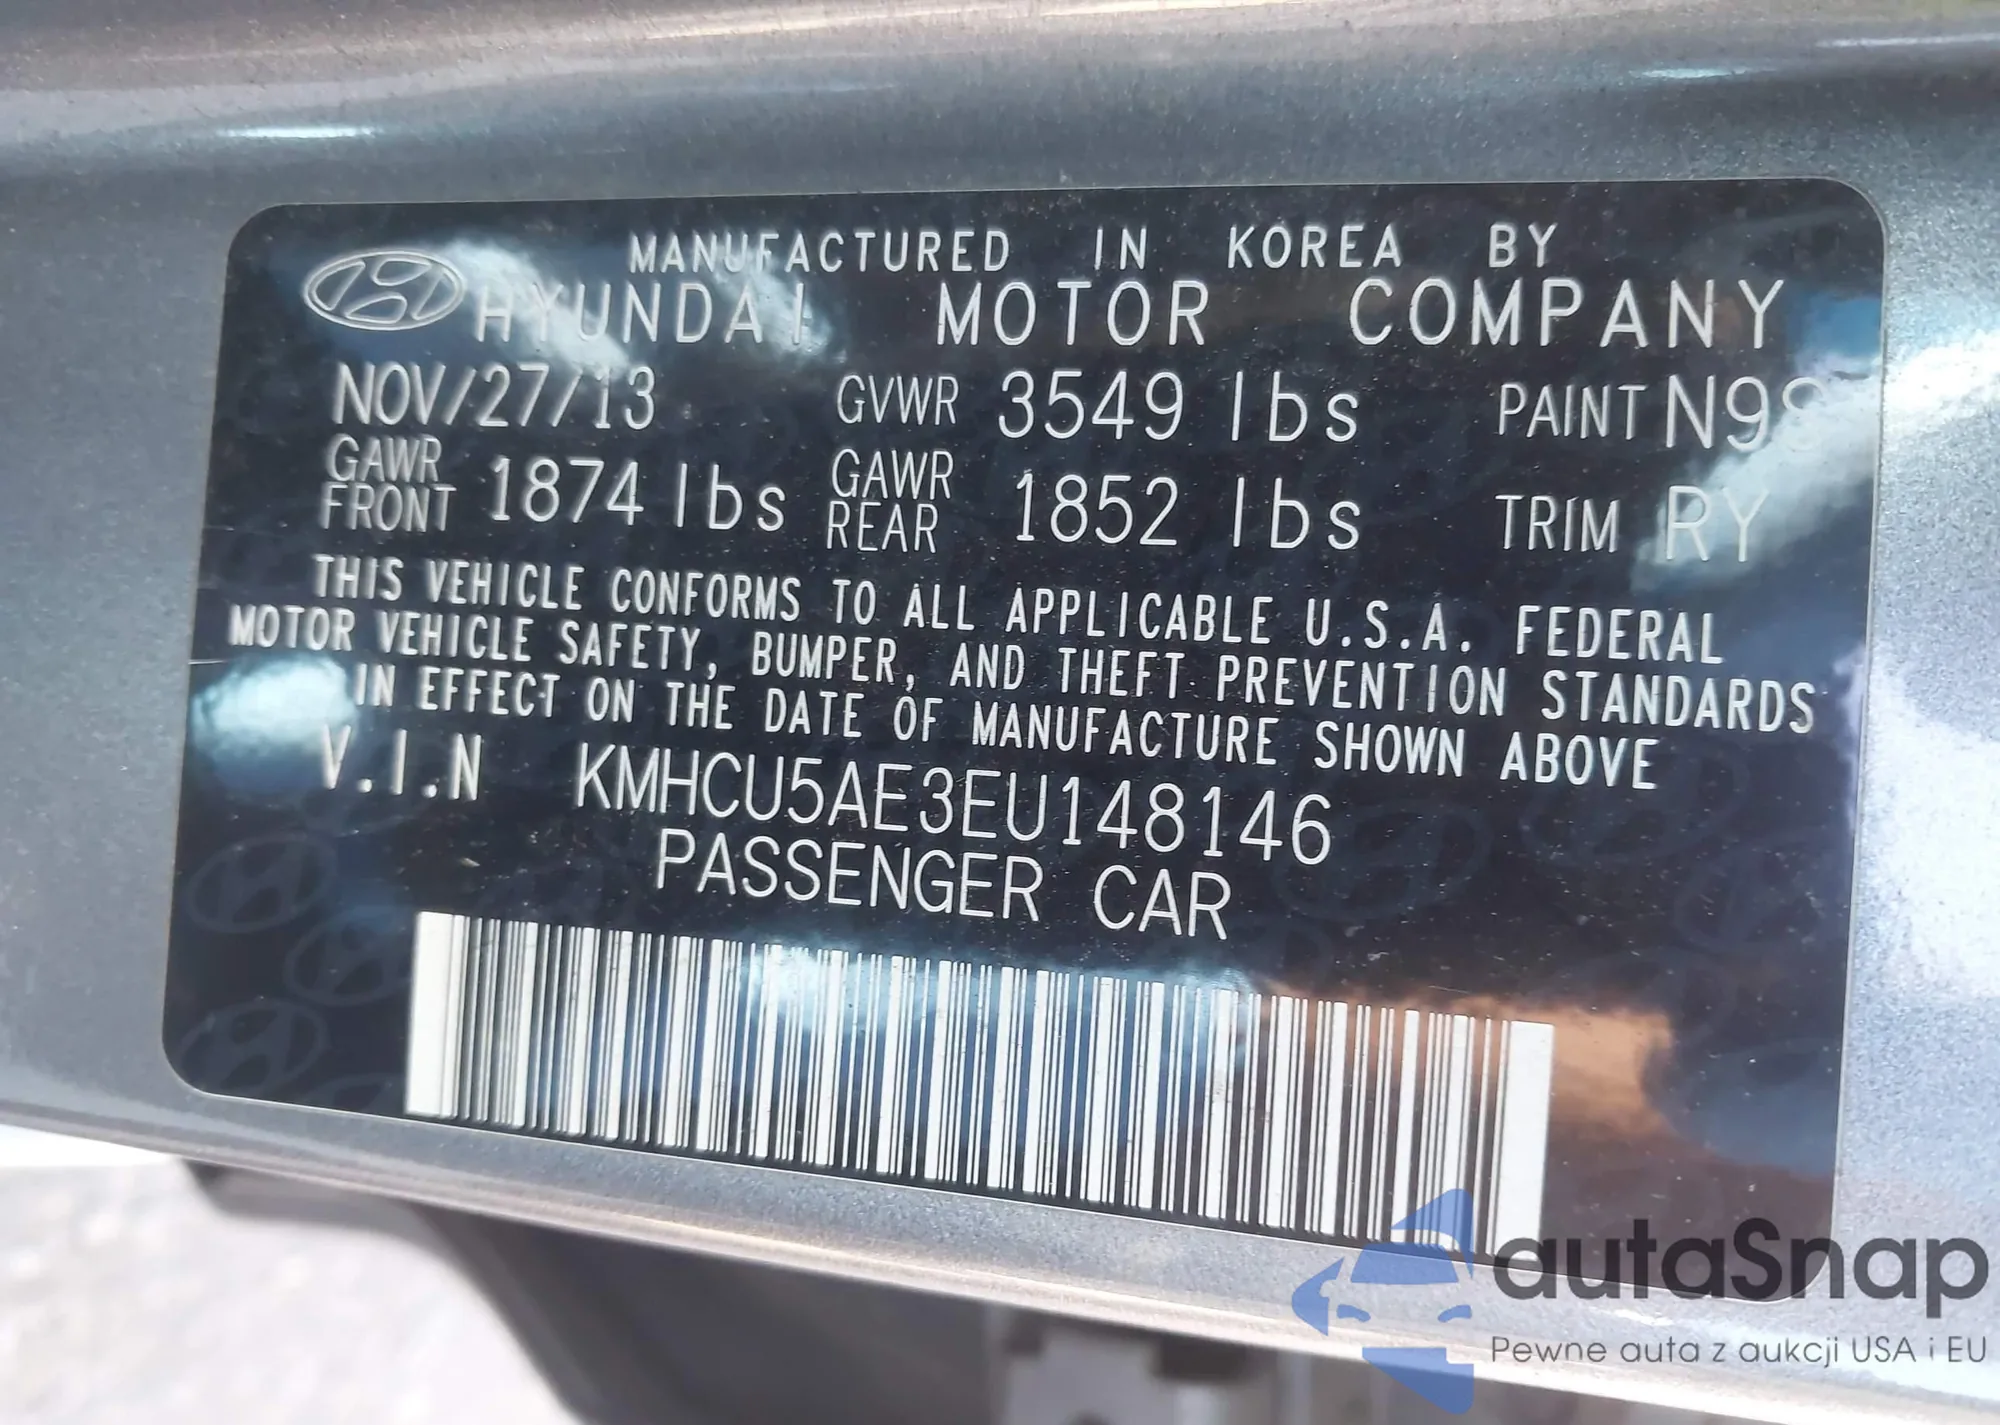 MANUFACTURED IN KOREA BY
HYUNDAI MOTOR COMPANY
NOV/27/13 GVWR 3549 lbs PAINT
GAWR FRONT 1874 lbs GAWR REAR 1852 lbs TRIM RY
THIS VEHICLE CONFORMS TO ALL APPLICABLE U.S.A. FEDERAL
MOTOR VEHICLE SAFETY, BUMPER, AND THEFT PREVENTION STANDARDS
IN EFFECT ON THE DATE OF MANUFACTURE SHOWN ABOVE
V.I.N KMHCU5AE3EU148146
PASSENGER CAR
autaSnap
Pewne auta z aukcji USA i EU